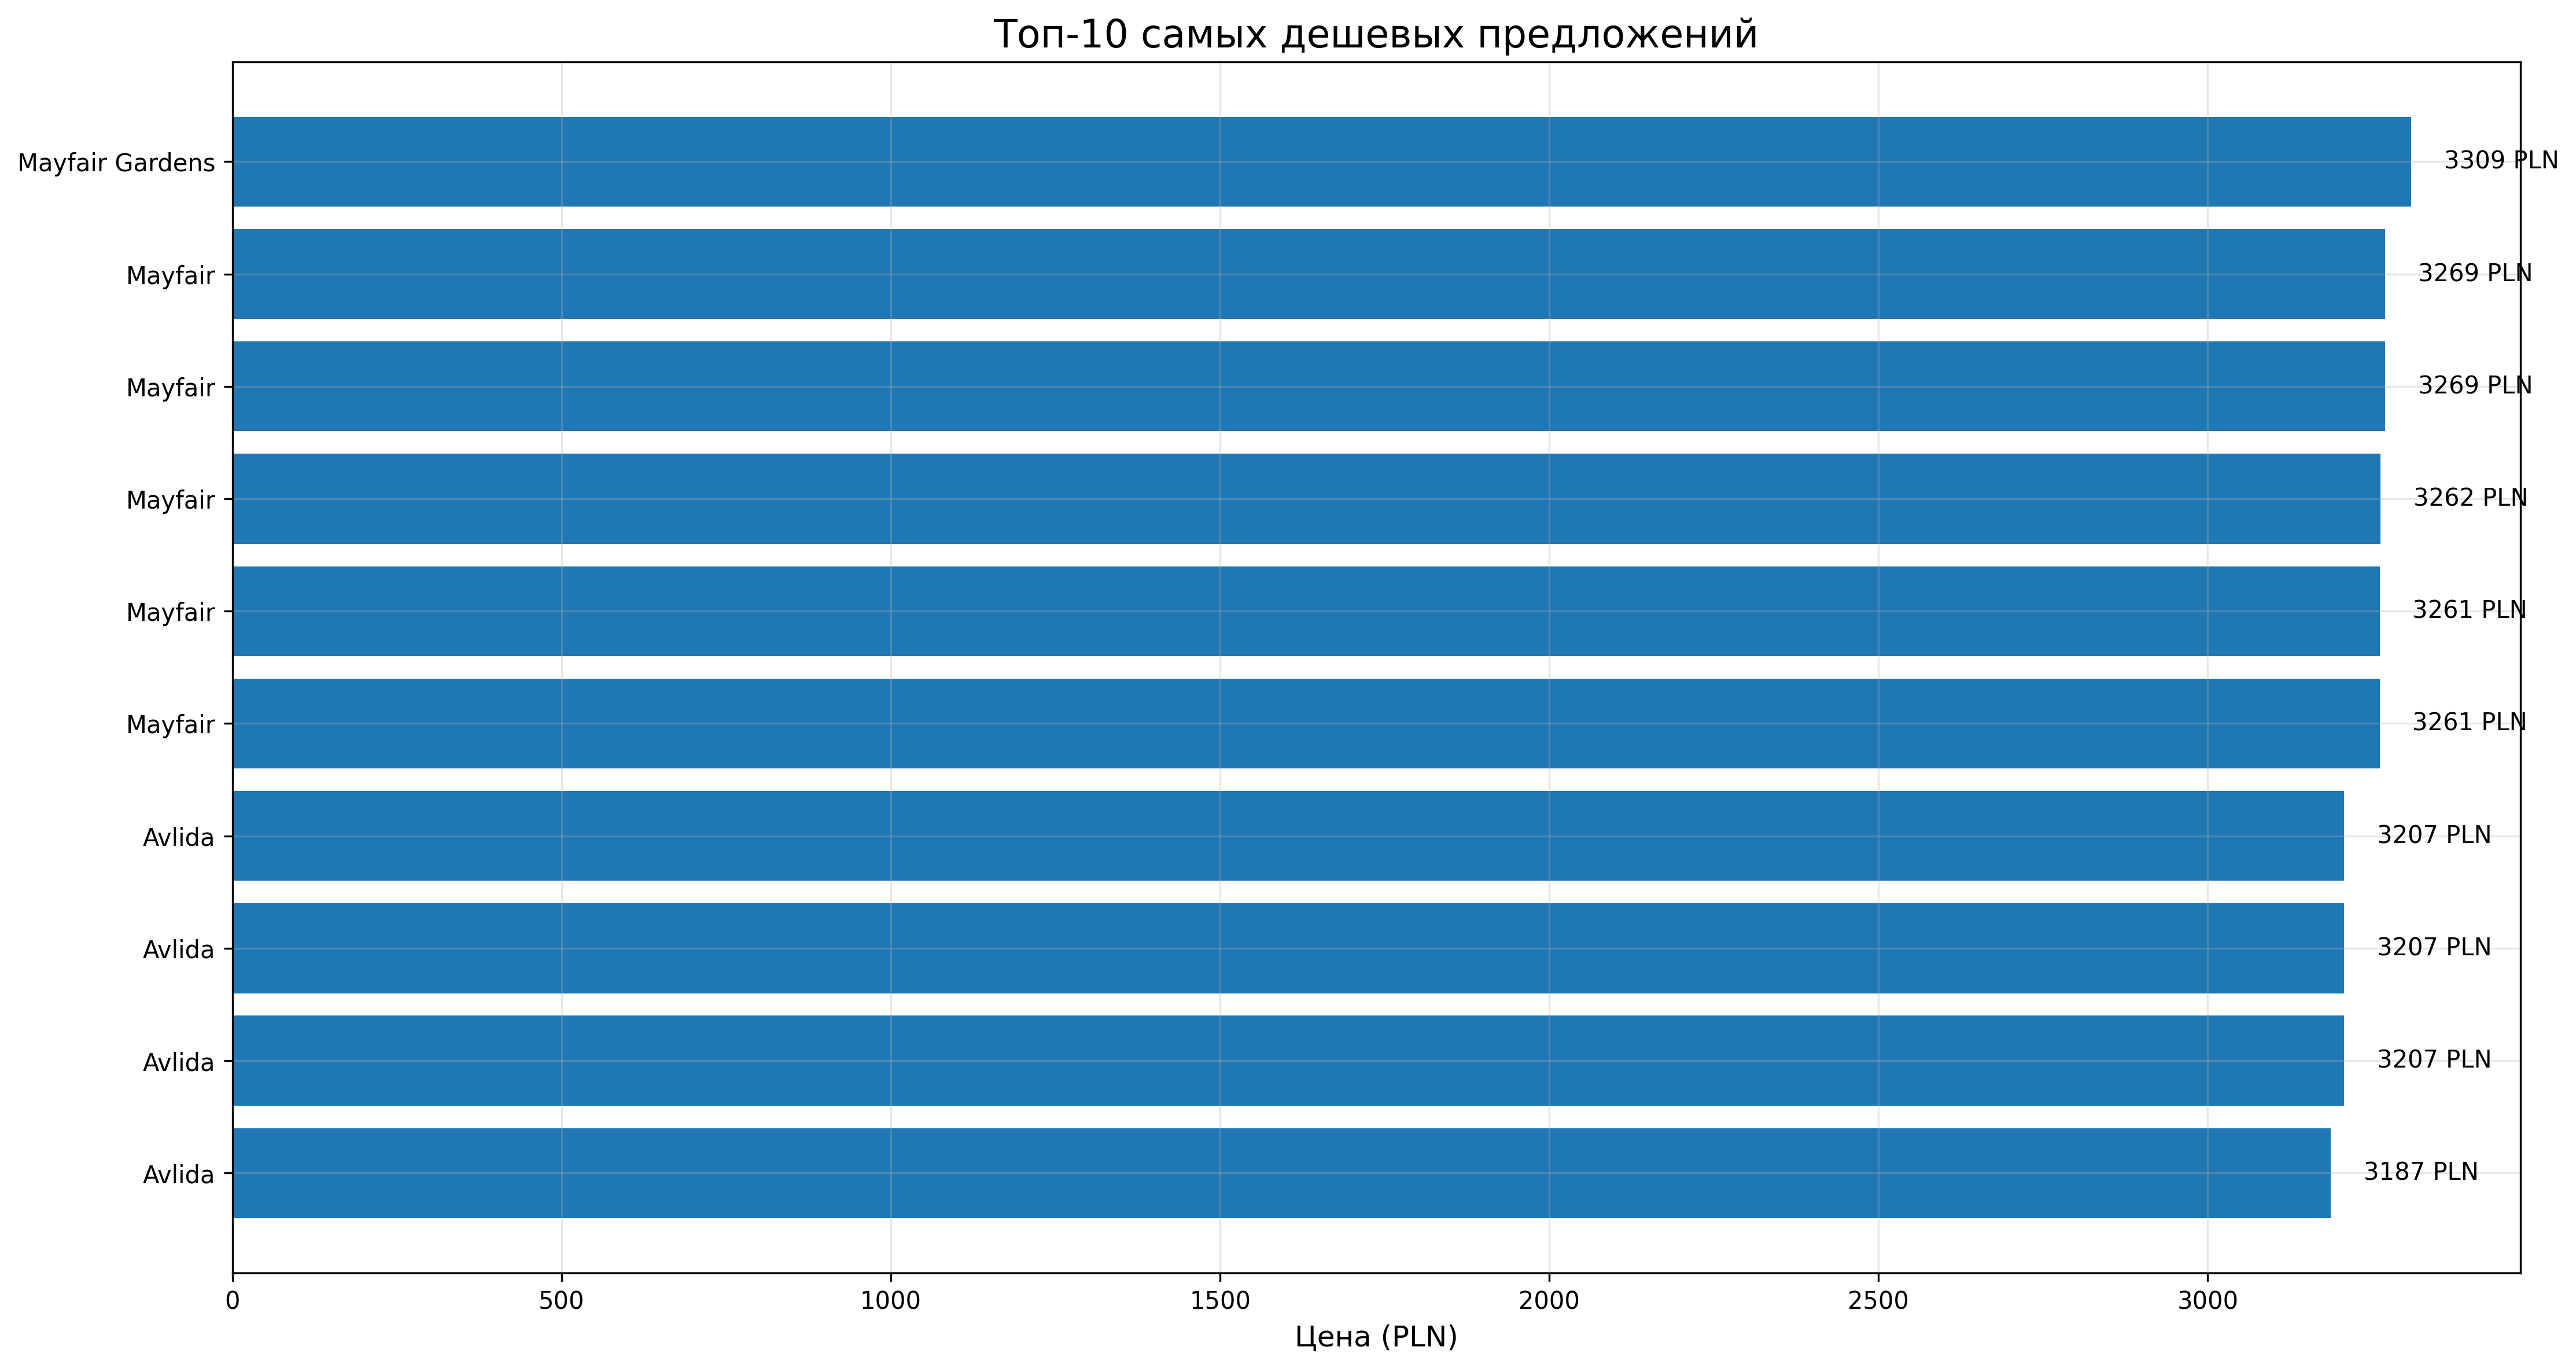 Топ-10 самых дешевых предложений
Mayfair Gardens 3309 PLN
Mayfair 3269 PLN
Mayfair 3269 PLN
Mayfair 3262 PLN
Mayfair 3261 PLN
Mayfair 3261 PLN
Avlida 3207 PLN
Avlida 3207 PLN
Avlida 3207 PLN
Avlida 3187 PLN
0 500 1000 1500 2000 2500 3000
Цена (PLN)